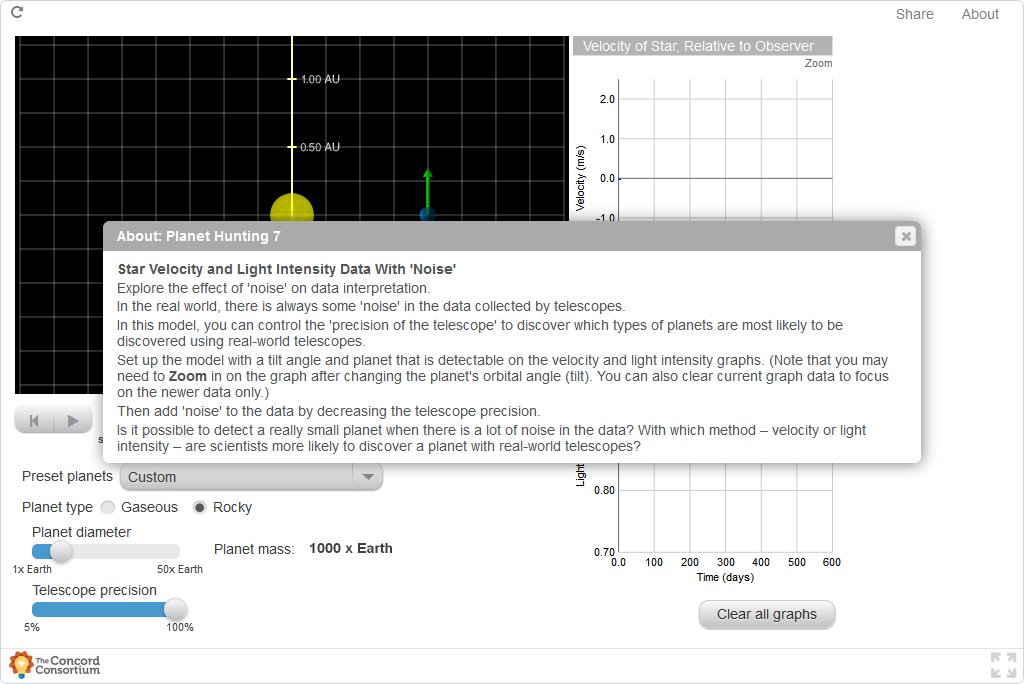 Share About
Velocity of Star, Relative to Observer
Zoom
1.00 AU
0.50 AU
2.0
1.0
0.0
-1.0
Velocity (m/s)
About: Planet Hunting 7
Star Velocity and Light Intensity Data With 'Noise'
Explore the effect of 'noise' on data interpretation.
In the real world, there is always some 'noise' in the data collected by telescopes.
In this model, you can control the 'precision of the telescope' to discover which types of planets are most likely to be
discovered using real-world telescopes.
Set up the model with a tilt angle and planet that is detectable on the velocity and light intensity graphs. (Note that you may
need to Zoom in on the graph after changing the planet's orbital angle (tilt). You can also clear current graph data to focus
on the newer data only.)
Then add 'noise' to the data by decreasing the telescope precision.
Is it possible to detect a really small planet when there is a lot of noise in the data? With which method – velocity or light
intensity – are scientists more likely to discover a planet with real-world telescopes?
Preset planets Custom
Planet type Gaseous Rocky
Planet diameter
1x Earth 50x Earth
Planet mass: 1000 x Earth
Telescope precision
5% 100%
Light
0.80
0.70
0.0 100 200 300 400 500 600
Time (days)
Clear all graphs
The Concord
Consortium